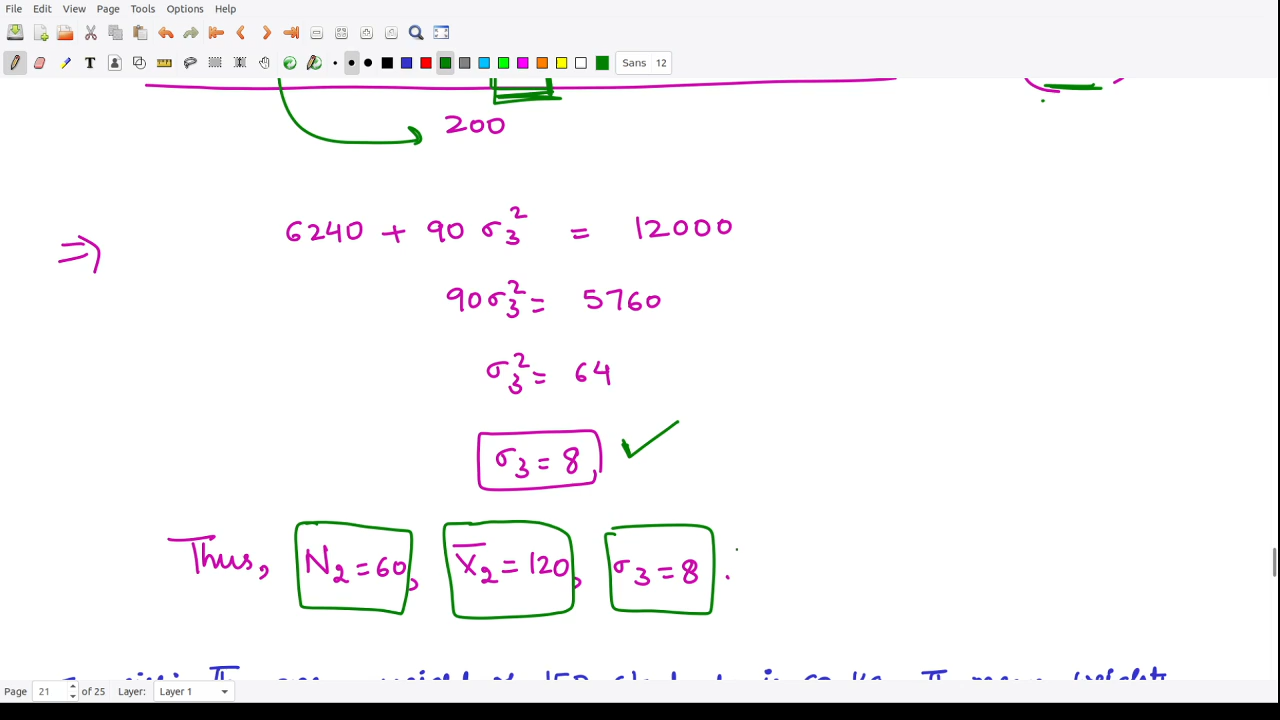 File Edit View Page Tools Options Help
Sans 12
200
⇒ 6240 + 90 σ₃² = 12000
90σ₃² = 5760
σ₃² = 64
σ₃ = 8
Thus, N₂ = 60, X̅₂ = 120, σ₃ = 8.
Page 21 of 25 Layer: Layer 1